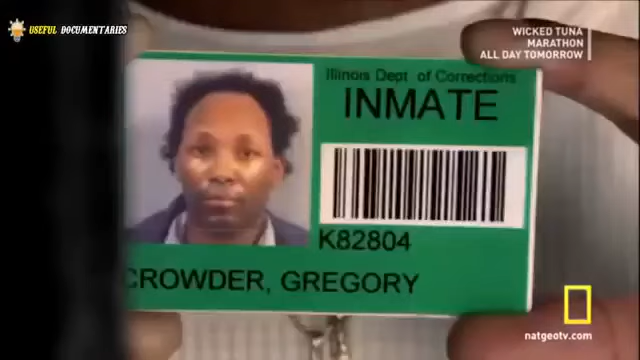 USEFUL DOCUMENTARIES
WICKED TUNA
MARATHON
ALL DAY TOMORROW
Illinois Dept of Corrections
INMATE
K82804
CROWDER, GREGORY
natgeotv.com